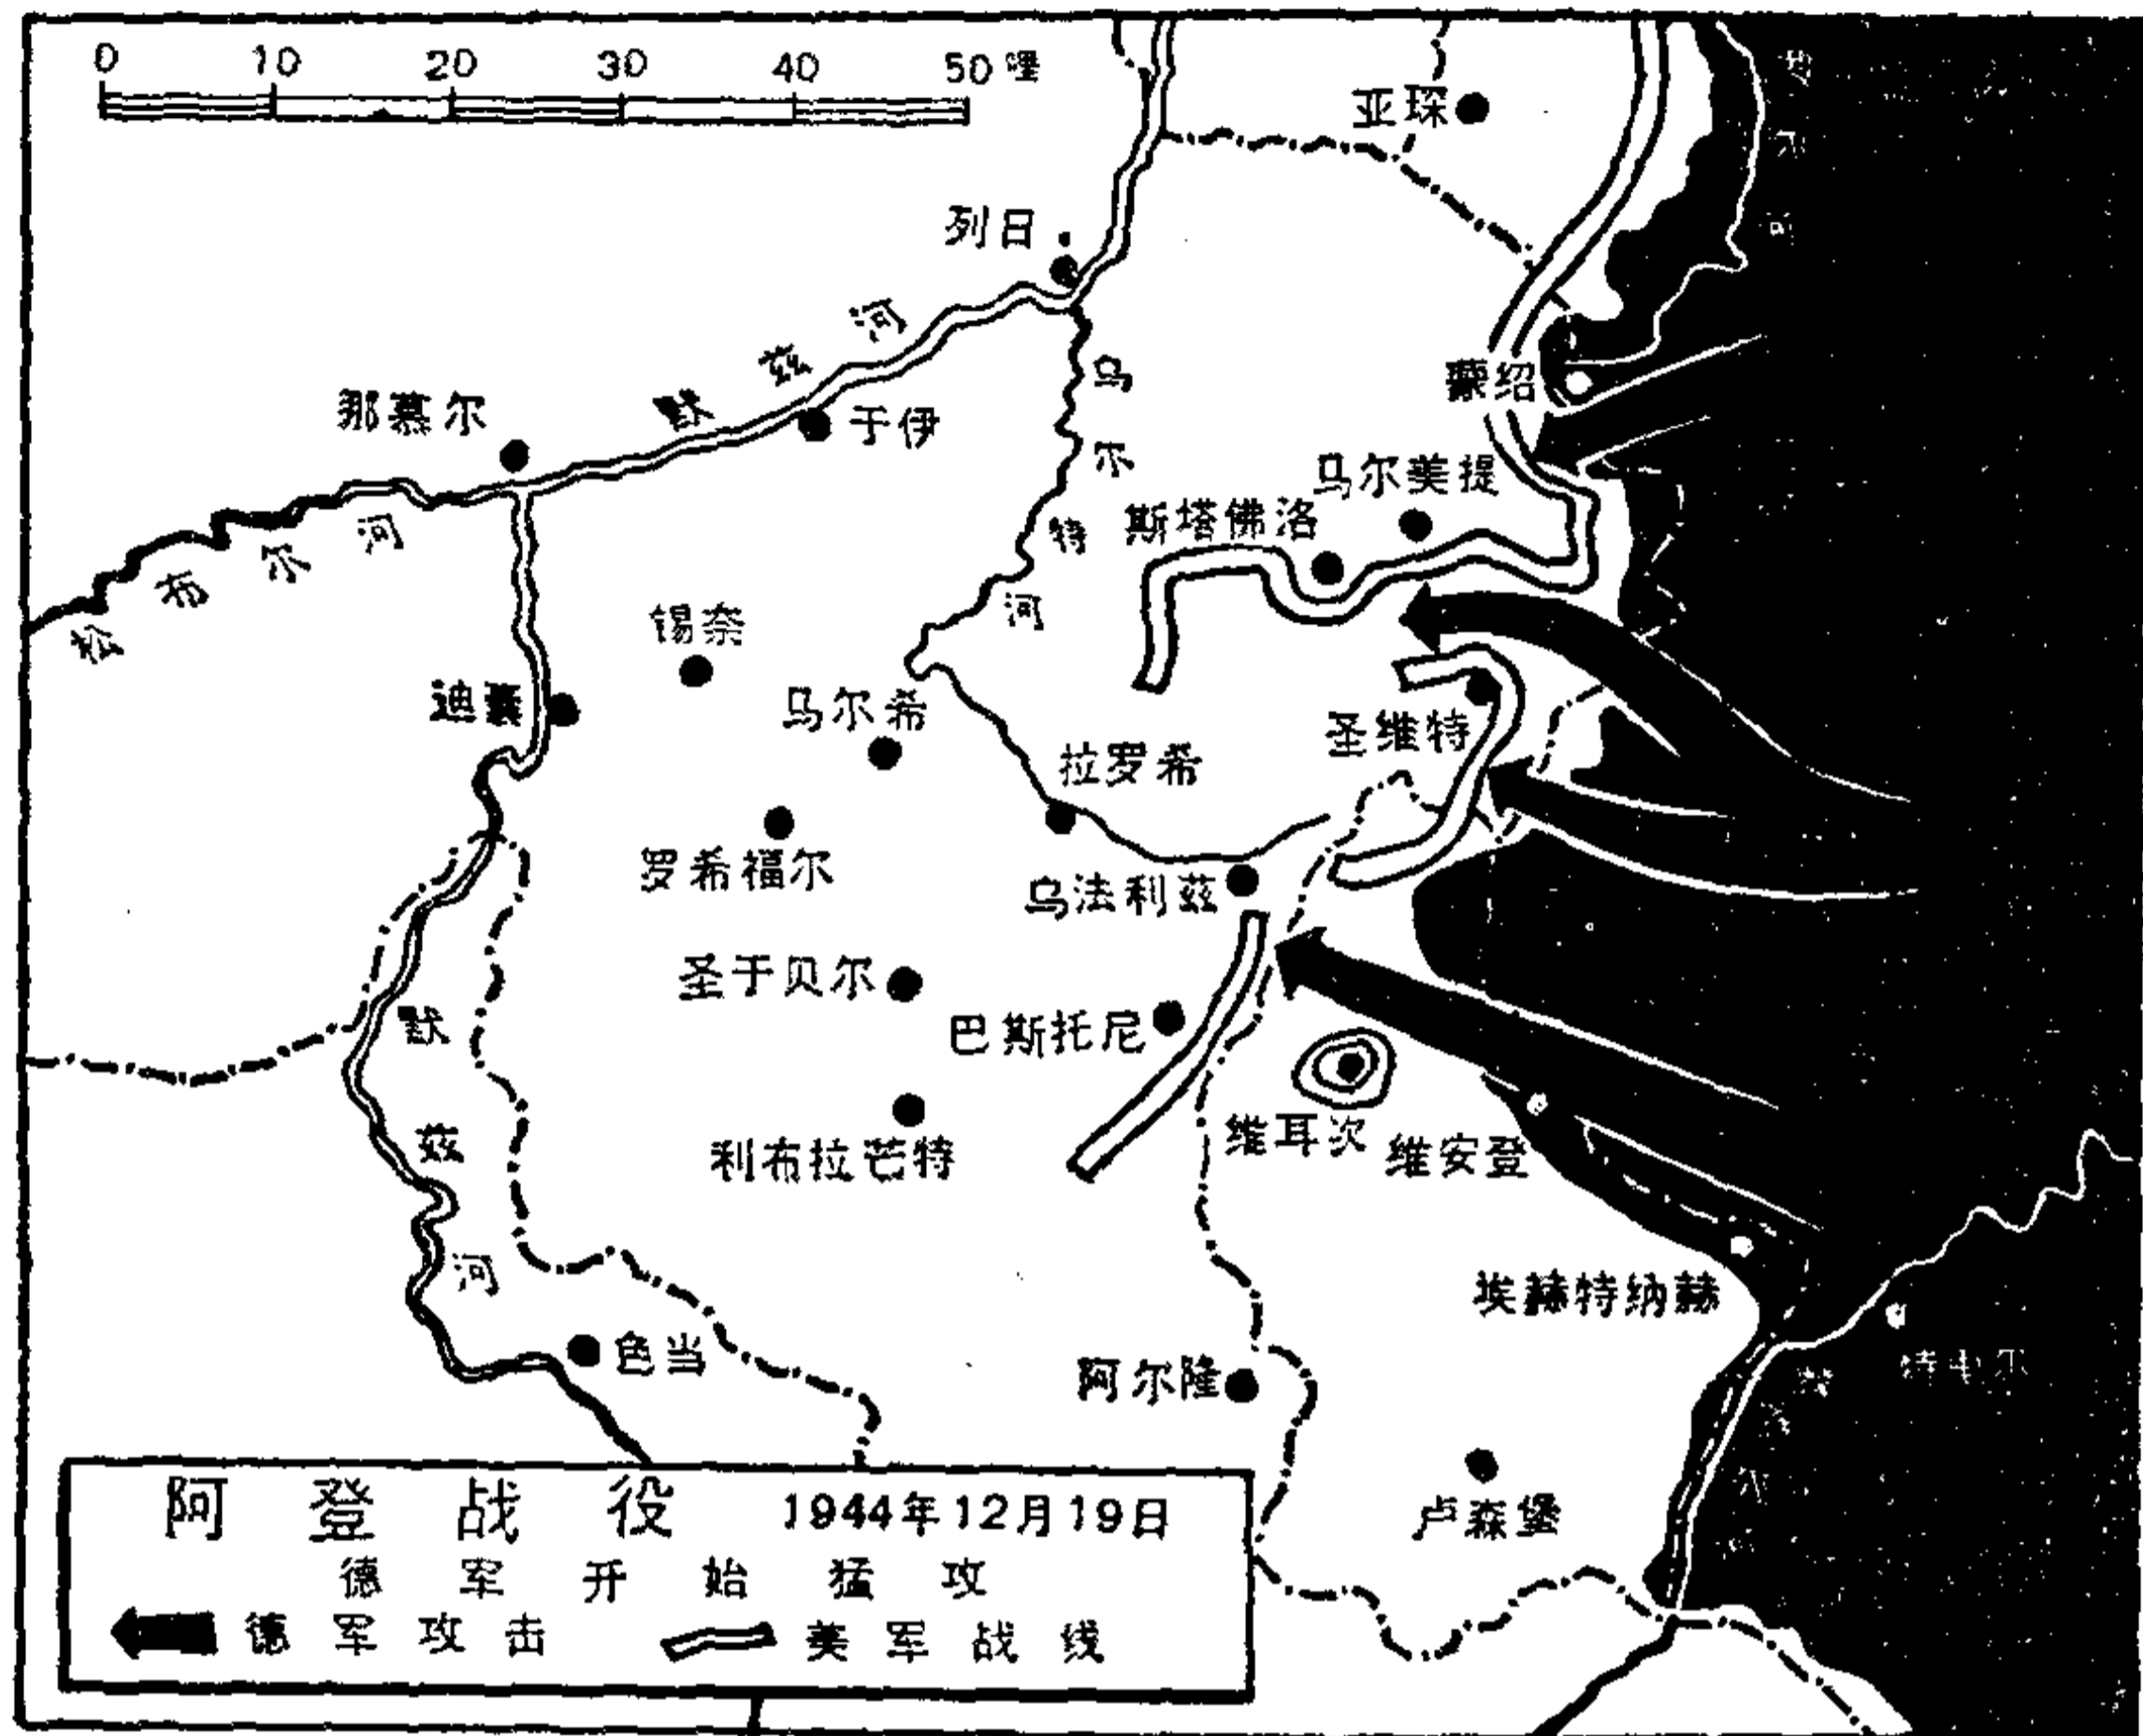 0 10 20 30 40 50 哩
亚琛
列日
默兹河
乌尔特河
那慕尔
于伊
蒙绍
马尔美提
斯塔佛洛
松布尔河
锡奈
迪囊
马尔希
圣维特
拉罗希
罗希福尔
乌法利兹
圣于贝尔
巴斯托尼
默兹河
维耳次
维安登
利布拉芒特
埃赫特纳赫
色当
阿尔隆
卢森堡
阿登战役 1944年12月19日
德军开始猛攻
德军攻击 美军战线